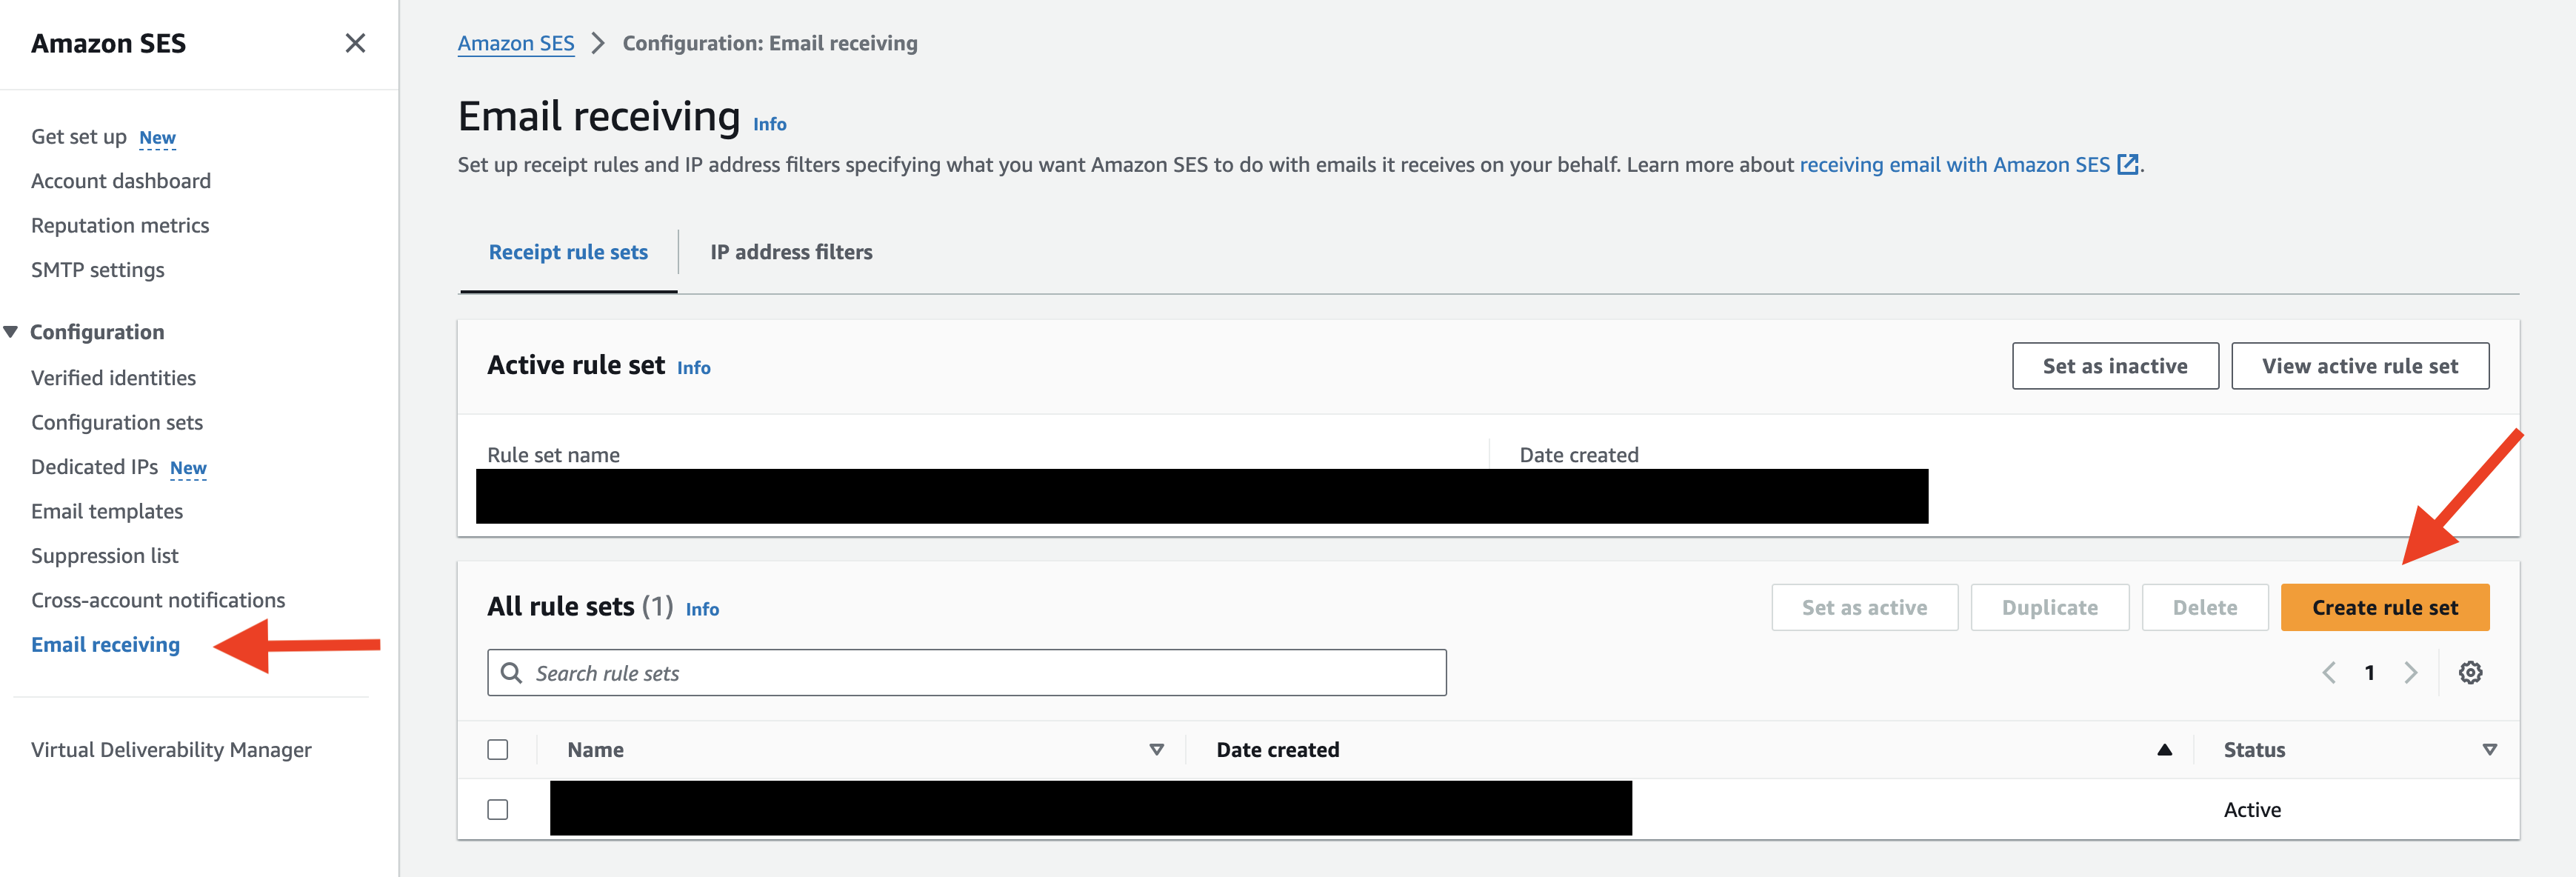 Amazon SES
Get set up New
Account dashboard
Reputation metrics
SMTP settings
Configuration
Verified identities
Configuration sets
Dedicated IPs New
Email templates
Suppression list
Cross-account notifications
Email receiving
Virtual Deliverability Manager
Amazon SES > Configuration: Email receiving
Email receiving Info
Set up receipt rules and IP address filters specifying what you want Amazon SES to do with emails it receives on your behalf. Learn more about receiving email with Amazon SES.
Receipt rule sets IP address filters
Active rule set Info Set as inactive View active rule set
Rule set name Date created
All rule sets (1) Info Set as active Duplicate Delete Create rule set
Search rule sets 1
Name Date created Status
Active